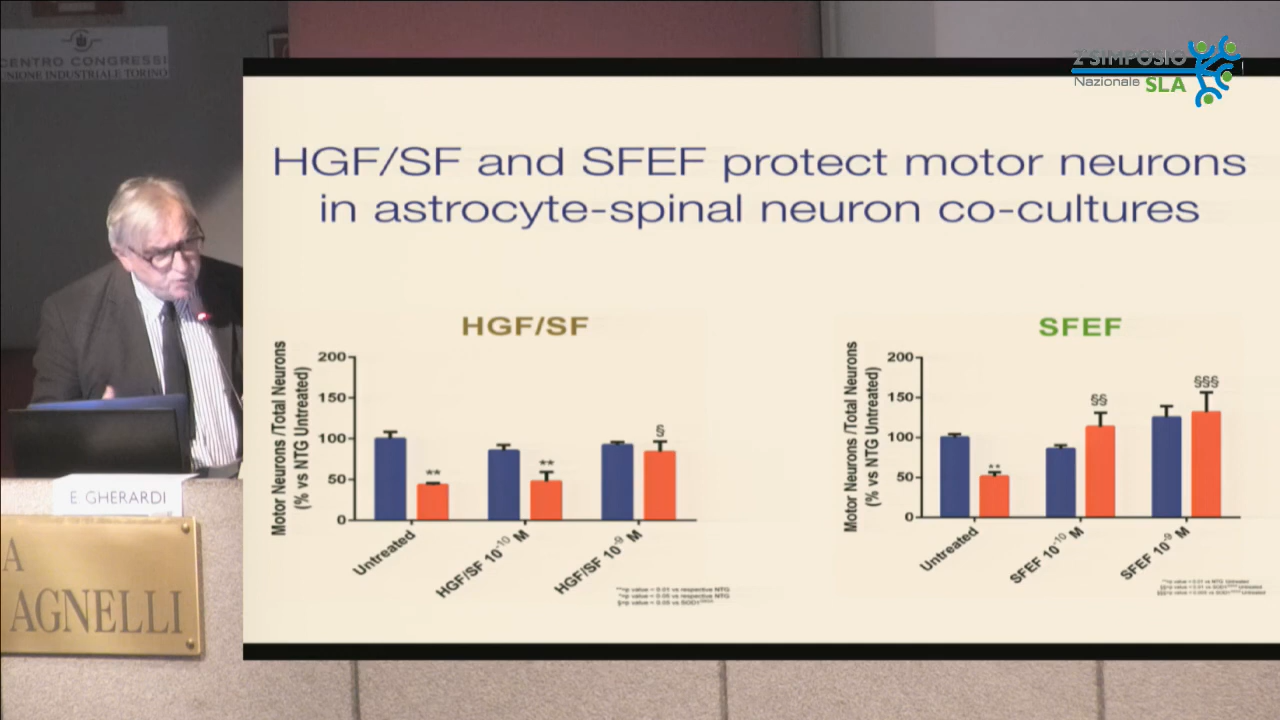 CENTRO CONGRESSI
UNIONE INDUSTRIALE TORINO
2°SIMPOSIO
Nazionale SLA
HGF/SF and SFEF protect motor neurons
in astrocyte-spinal neuron co-cultures
HGF/SF
Motor Neurons /Total Neurons
(% vs NTG Untreated)
200
150
100
50
0
**
**
§
Untreated
HGF/SF 10⁻¹⁰ M
HGF/SF 10⁻⁹ M
SFEF
Motor Neurons /Total Neurons
(% vs NTG Untreated)
200
150
100
50
0
**
§§
§§§
Untreated
SFEF 10⁻¹⁰ M
SFEF 10⁻⁹ M
E. GHERARDI
A
AGNELLI